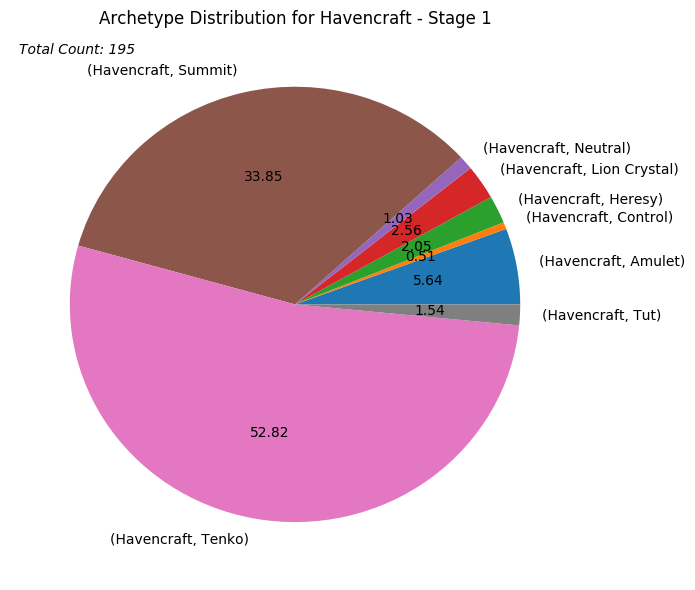 Archetype Distribution for Havencraft - Stage 1
Total Count: 195
(Havencraft, Summit)
(Havencraft, Neutral)
(Havencraft, Lion Crystal)
(Havencraft, Heresy)
(Havencraft, Control)
(Havencraft, Amulet)
(Havencraft, Tut)
(Havencraft, Tenko)
33.85
1.03
2.56
2.05
0.51
5.64
1.54
52.82